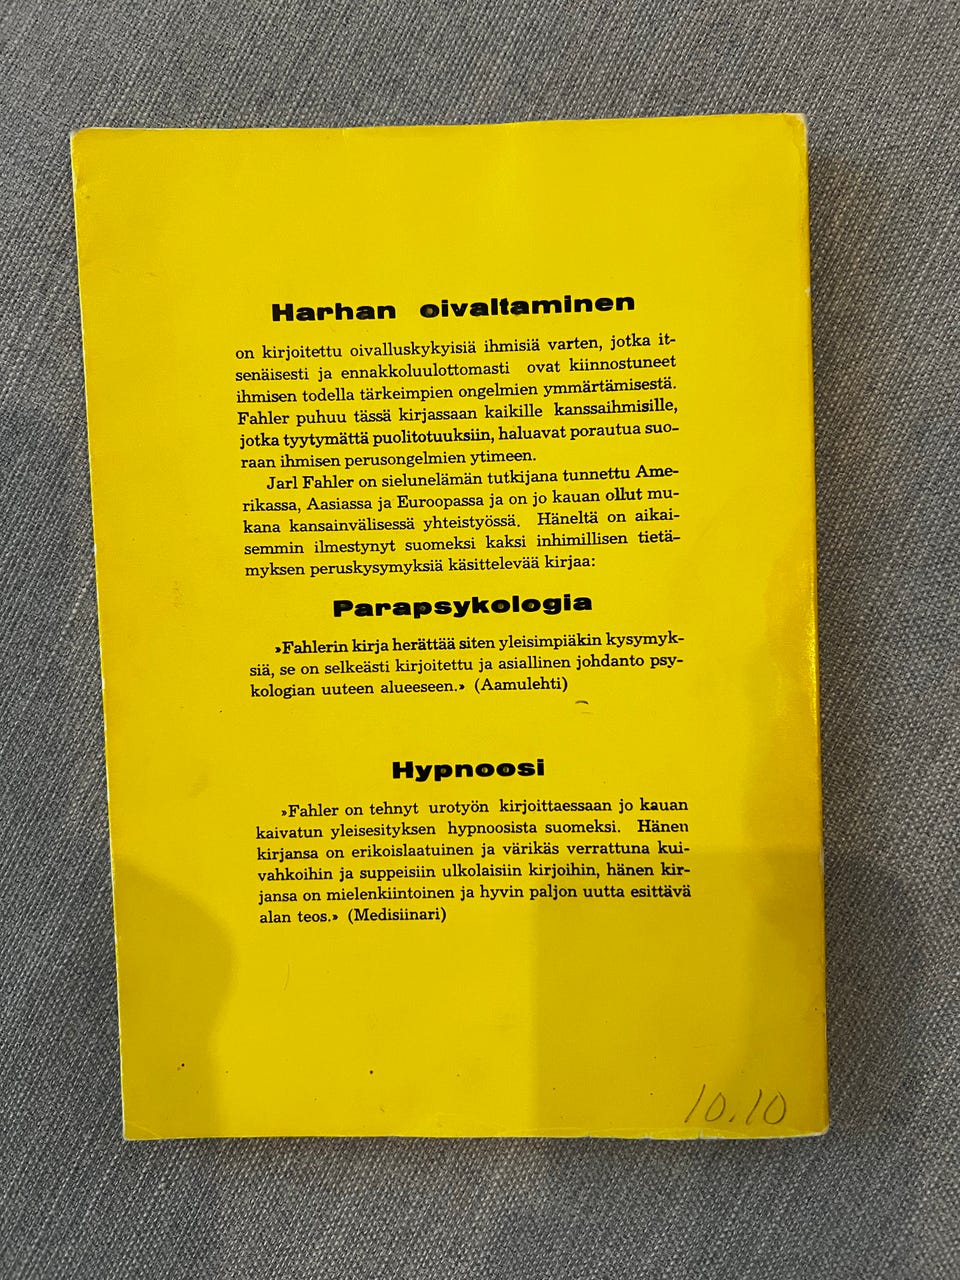 Harhan oivaltaminen
on kirjoitettu oivalluskykyisiä ihmisiä varten, jotka it-
senäisesti ja ennakkoluulottomasti ovat kiinnostuneet
ihmisen todella tärkeimpien ongelmien ymmärtämisestä.
Fahler puhuu tässä kirjassaan kaikille kanssaihmisille,
jotka tyytymättä puolitotuuksiin, haluavat porautua suo-
raan ihmisen perusongelmien ytimeen.
Jarl Fahler on sielunelämän tutkijana tunnettu Ame-
rikassa, Aasiassa ja Euroopassa ja on jo kauan ollut mu-
kana kansainvälisessä yhteistyössä. Häneltä on aikai-
semmin ilmestynyt suomeksi kaksi inhimillisen tietä-
myksen peruskysymyksiä käsittelevää kirjaa:
Parapsykologia
»Fahlerin kirja herättää siten yleisimpiäkin kysymyk-
siä, se on selkeästi kirjoitettu ja asiallinen johdanto psy-
kologian uuteen alueeseen.» (Aamulehti)
Hypnoosi
»Fahler on tehnyt urotyön kirjoittaessaan jo kauan
kaivatun yleisesityksen hypnoosista suomeksi. Hänen
kirjansa on erikoislaatuinen ja värikäs verrattuna kui-
vahkoihin ja suppeisiin ulkolaisiin kirjoihin, hänen kir-
jansa on mielenkiintoinen ja hyvin paljon uutta esittävä
alan teos.» (Medisiinari)
10.10